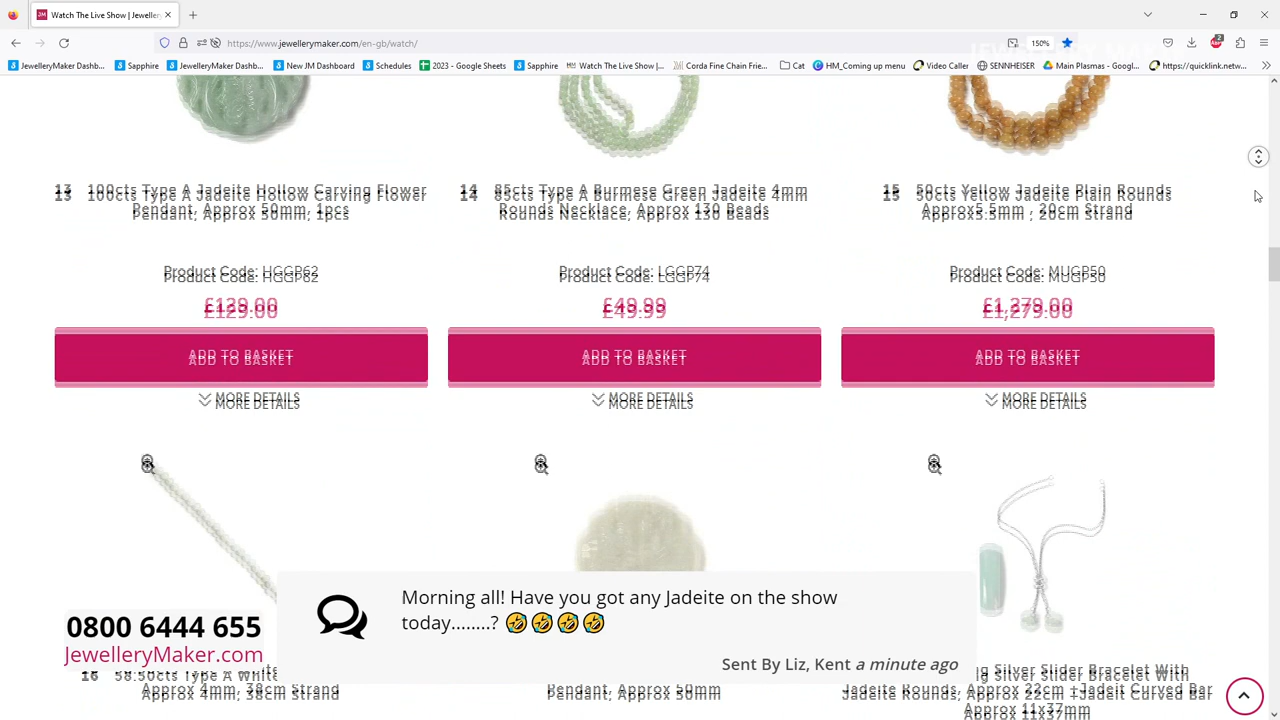 Watch The Live Show | Jeweller
https://www.jewellerymaker.com/en-gb/watch/
150%
JewelleryMaker Dashb...
Sapphire
JewelleryMaker Dashb...
New JM Dashboard
Schedules
2023 - Google Sheets
Sapphire
Watch The Live Show |...
Corda Fine Chain Frie...
Cat
HM_Coming up menu
Video Caller
SENNHEISER
Main Plasmas - Googl...
https://quicklink.netw...
13 100cts Type A Jadeite Hollow Carving Flower
Pendant, Approx 50mm, 1pcs
Product Code: HGGP62
£129.00
ADD TO BASKET
MORE DETAILS
14 85cts Type A Burmese Green Jadeite 4mm
Rounds Necklace, Approx 130 Beads
Product Code: LGGP74
£49.99
ADD TO BASKET
MORE DETAILS
15 50cts Yellow Jadeite Plain Rounds
Approx5.5mm , 20cm Strand
Product Code: MUGP50
£1,279.00
ADD TO BASKET
MORE DETAILS
Morning all! Have you got any Jadeite on the show
today........? 🤣🤣🤣🤣
Sent By Liz, Kent a minute ago
0800 6444 655
JewelleryMaker.com
16 58.50cts Type A White
Approx 4mm, 38cm Strand
Pendant, Approx 50mm
g Silver Slider Bracelet With
Jadeite Rounds, Approx 22cm +Jadeit Curved Bar
Approx 11x37mm